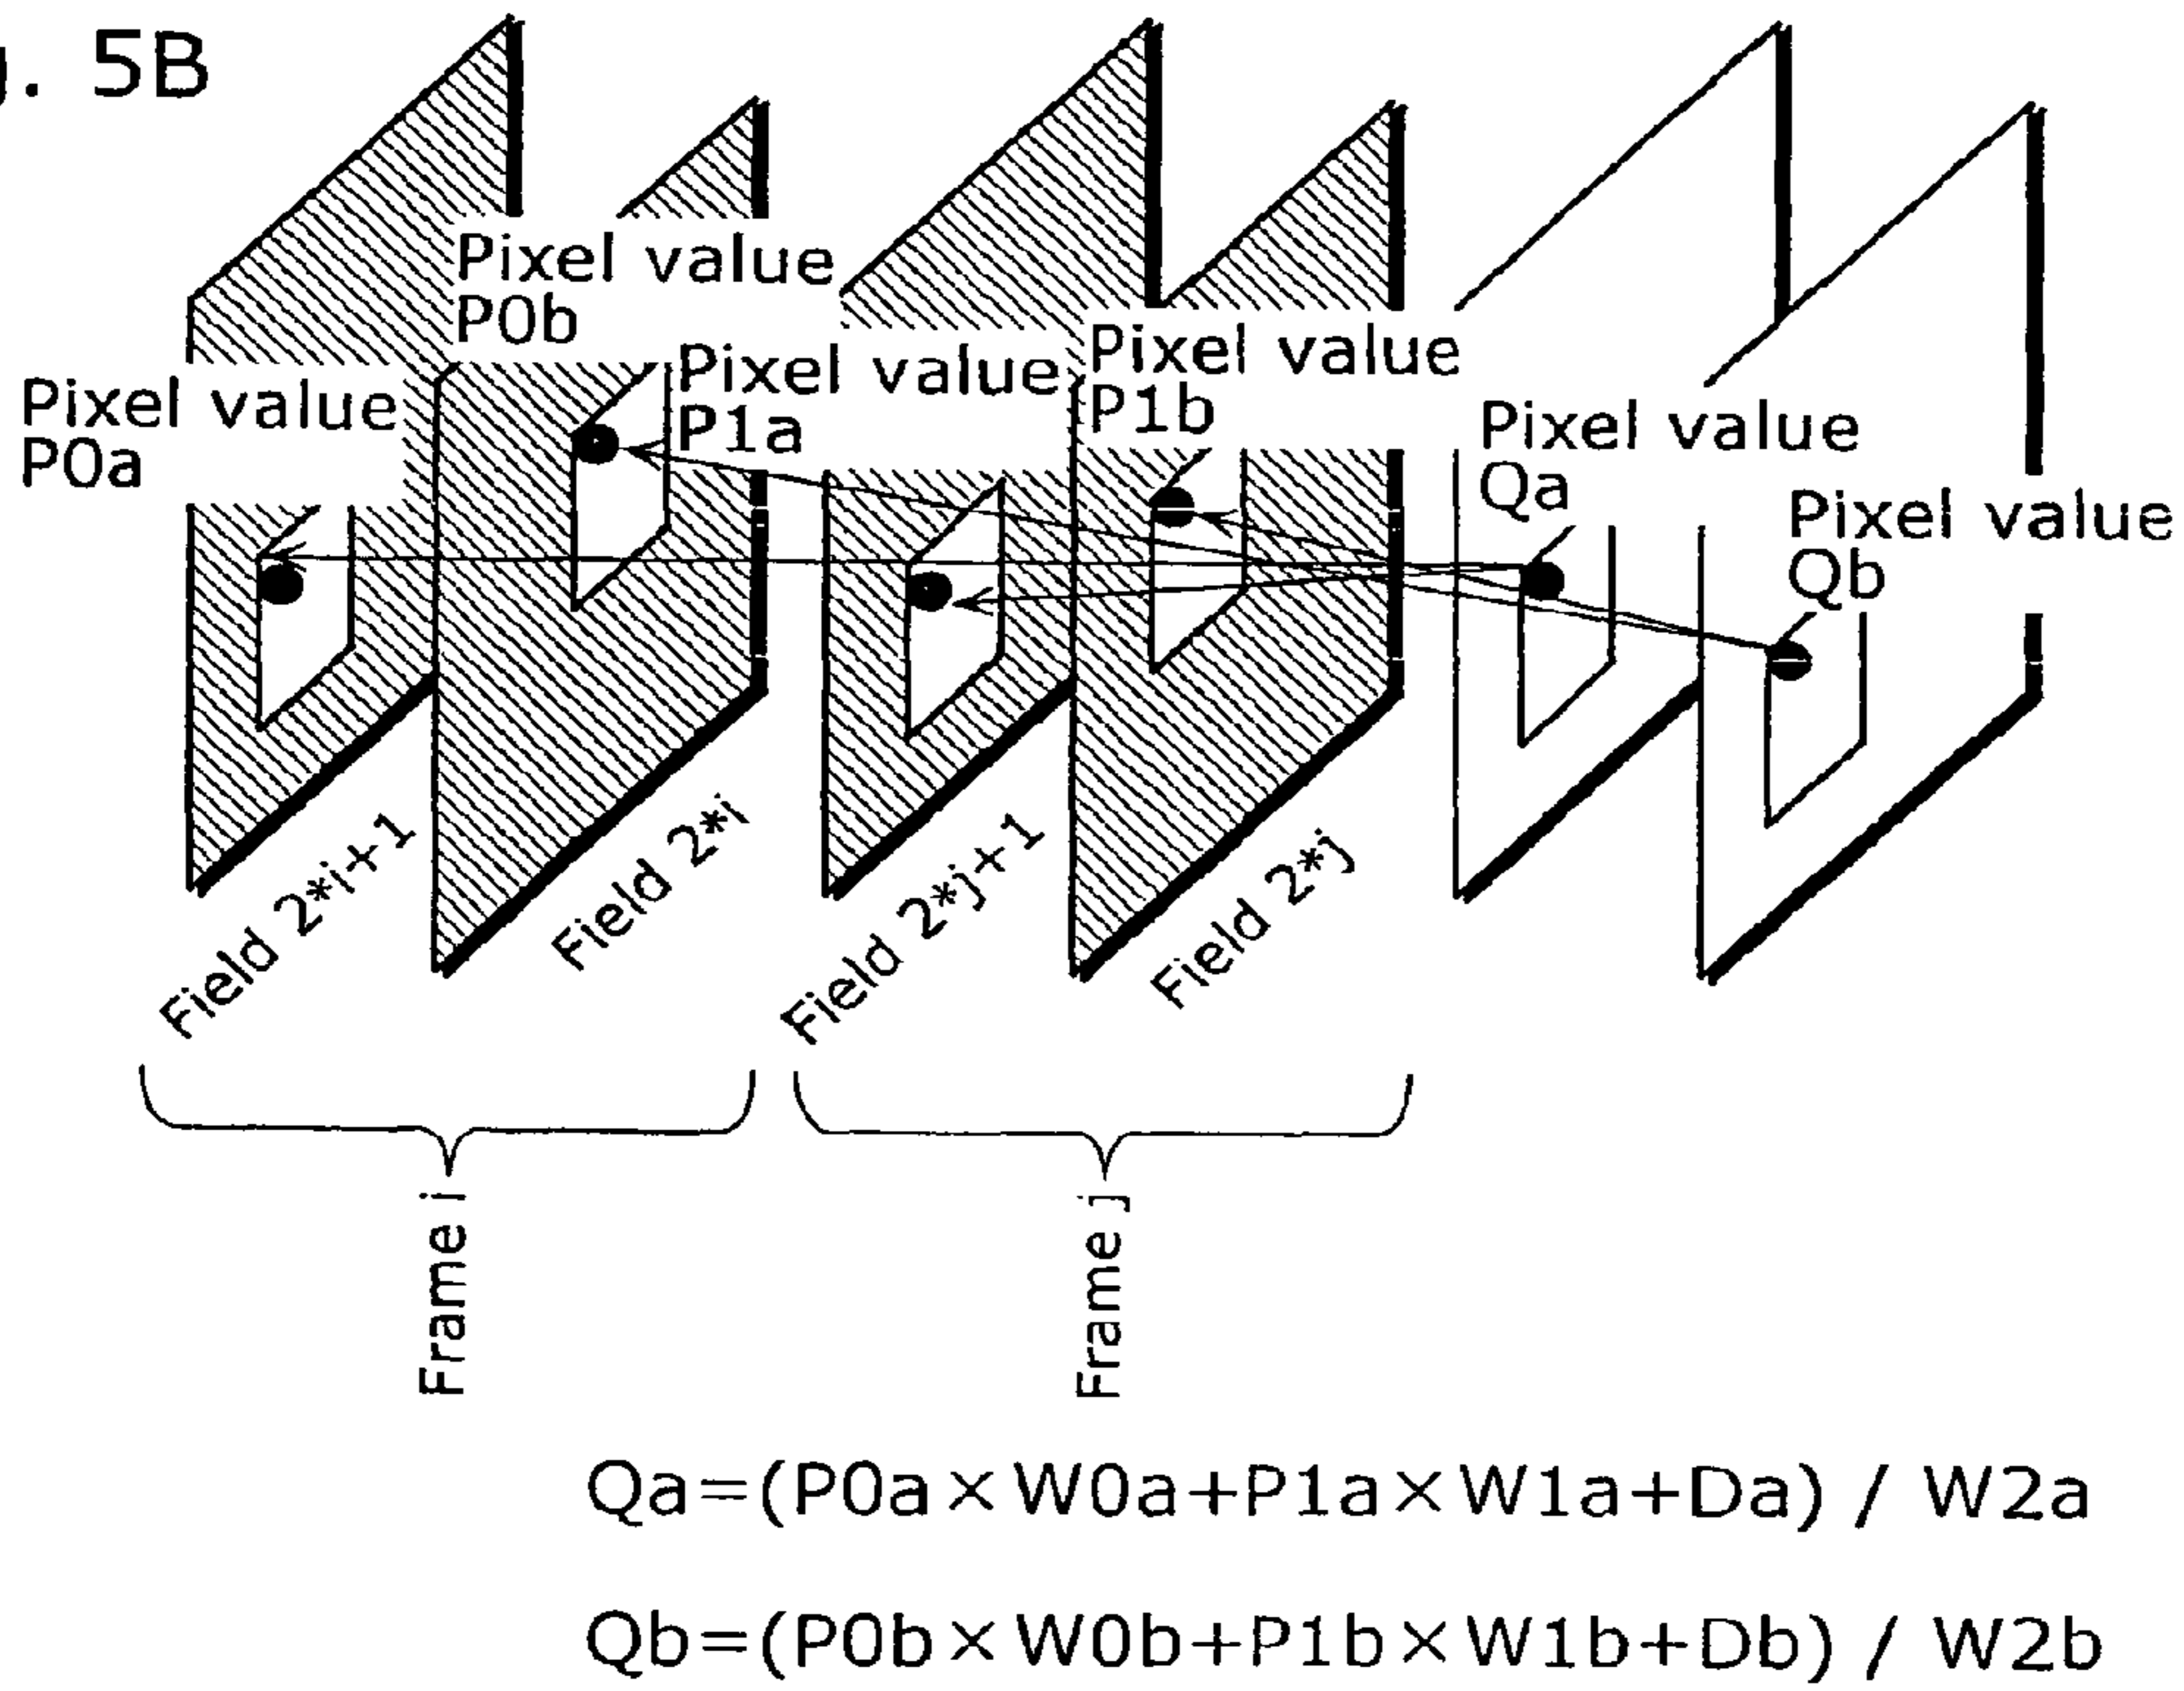 . 5B
Pixel value
P0b
Pixel value
P1a
Pixel value
P1b
Pixel value
P0a
Pixel value
Qa
Pixel value
Qb
Field 2*i+1
Field 2*i
Field 2*j+1
Field 2*j
Frame i
Frame j
Qa=(P0a×W0a+P1a×W1a+Da) / W2a
Qb=(P0b×W0b+P1b×W1b+Db) / W2b